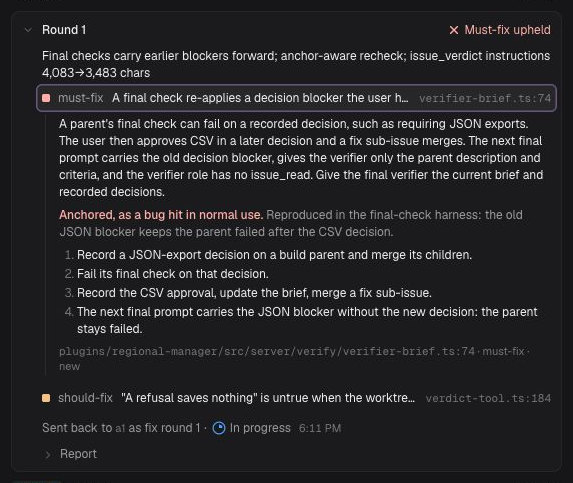 Round 1
Must-fix upheld
Final checks carry earlier blockers forward; anchor-aware recheck; issue_verdict instructions
4,083→3,483 chars
must-fix A final check re-applies a decision blocker the user h... verifier-brief.ts:74
A parent's final check can fail on a recorded decision, such as requiring JSON exports.
The user then approves CSV in a later decision and a fix sub-issue merges. The next final
prompt carries the old decision blocker, gives the verifier only the parent description and
criteria, and the verifier role has no issue_read. Give the final verifier the current brief and
recorded decisions.
Anchored, as a bug hit in normal use. Reproduced in the final-check harness: the old
JSON blocker keeps the parent failed after the CSV decision.
1. Record a JSON-export decision on a build parent and merge its children.
2. Fail its final check on that decision.
3. Record the CSV approval, update the brief, merge a fix sub-issue.
4. The next final prompt carries the JSON blocker without the new decision: the parent
stays failed.
plugins/regional-manager/src/server/verify/verifier-brief.ts:74 · must-fix ·
new
should-fix "A refusal saves nothing" is untrue when the worktre... verdict-tool.ts:184
Sent back to a1 as fix round 1 · In progress 6:11 PM
Report